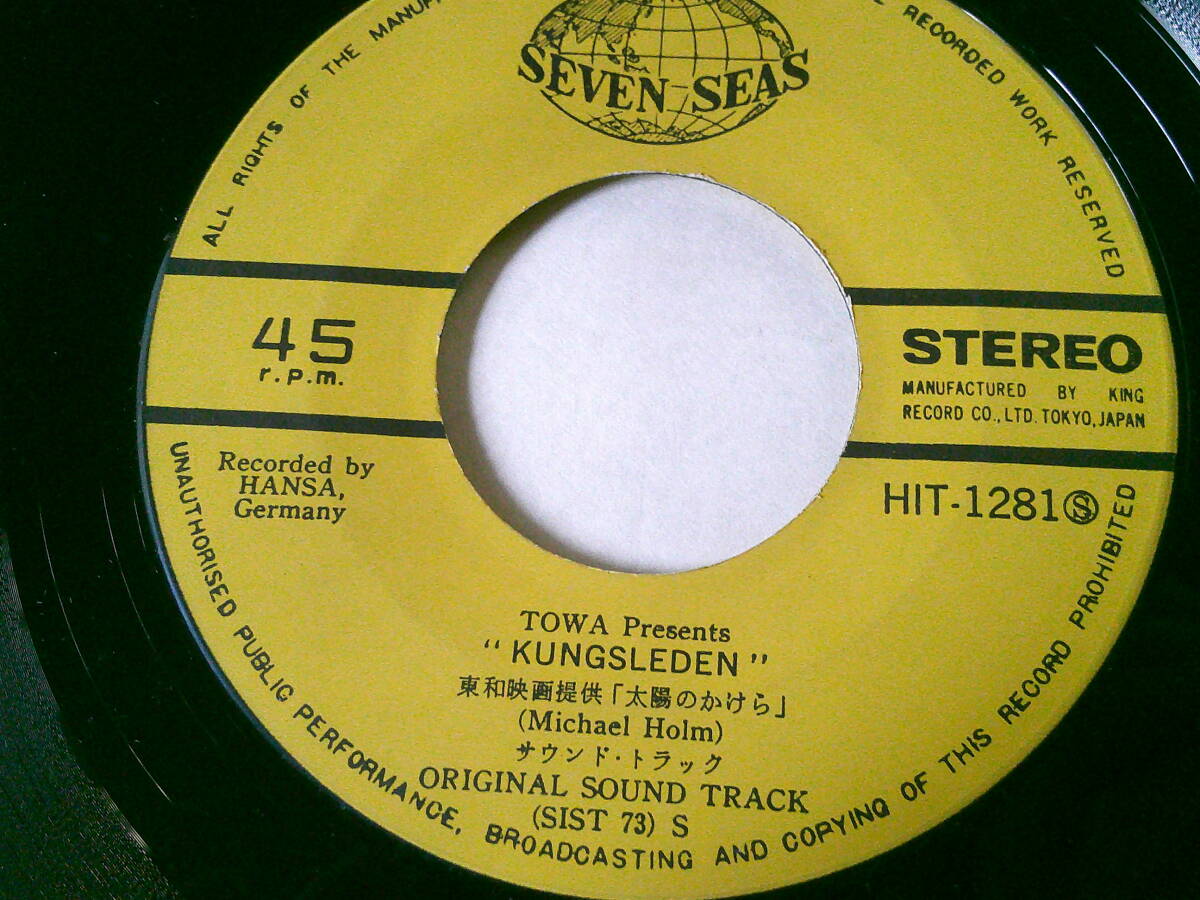 SEVEN SEAS
ALL RIGHTS OF THE
RECORDED WORK RESERVED
45
r.p.m.
STEREO
MANUFACTURED BY KING
RECORD CO., LTD. TOKYO, JAPAN
Recorded by
HANSA,
Germany
HIT-1281Ⓢ
TOWA Presents
"KUNGSLEDEN"
東和映画提供「太陽のかけら」
(Michael Holm)
サウンド・トラック
ORIGINAL SOUND TRACK
(SIST 73) S
UNAUTHORISED PUBLIC PERFORMANCE, BROADCASTING AND COPYING OF THIS RECORD PROHIBITED